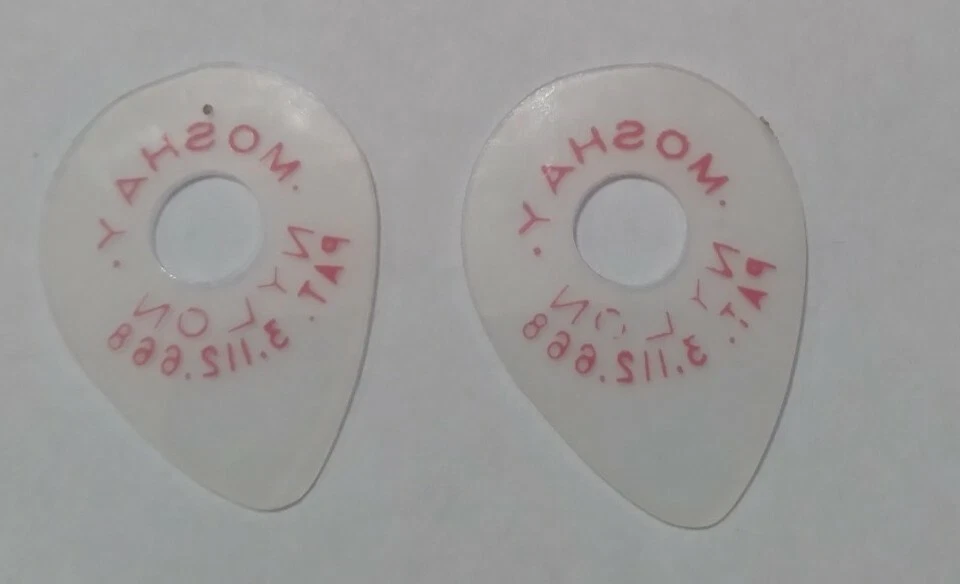 .MOSHAY.
NYLON
PAT. 3.112.668
.MOSHAY.
NYLON
PAT. 3.112.668